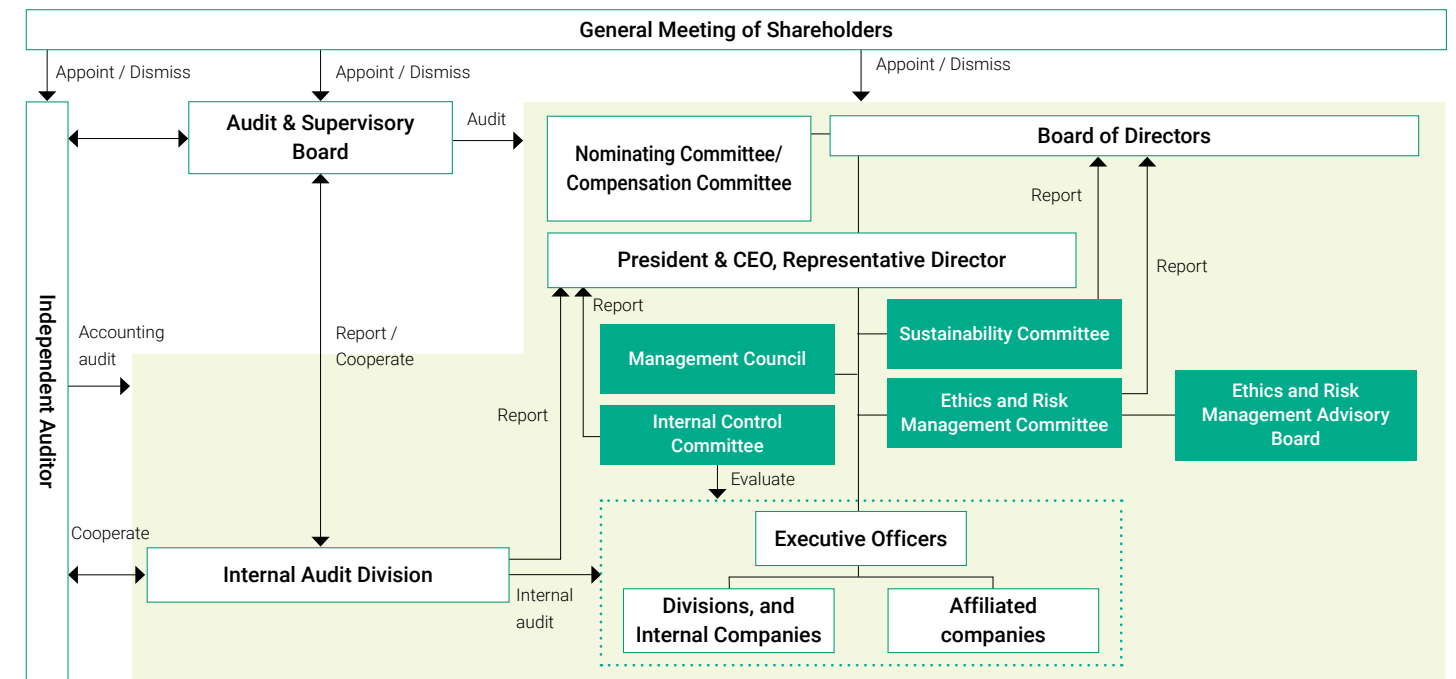 General Meeting of Shareholders
Appoint / Dismiss
Appoint / Dismiss
Appoint / Dismiss
Audit & Supervisory
Board
Audit
Nominating Committee/
Compensation Committee
Board of Directors
Report
Report
President & CEO, Representative Director
Independent Auditor
Accounting
audit
Report /
Cooperate
Report
Report
Management Council
Sustainability Committee
Internal Control
Committee
Ethics and Risk
Management Committee
Ethics and Risk
Management Advisory
Board
Evaluate
Cooperate
Internal Audit Division
Internal
audit
Executive Officers
Divisions, and
Internal Companies
Affiliated
companies